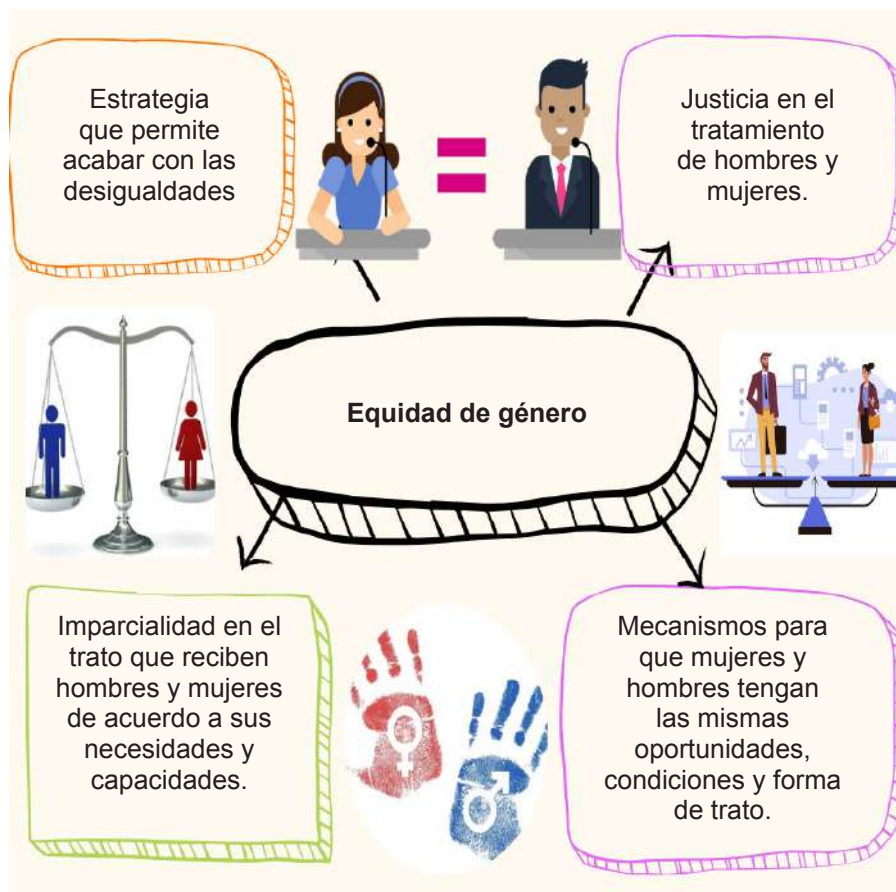 Estrategia
que permite
acabar con las
desigualdades
Justicia en el
tratamiento
de hombres y
mujeres.
Equidad de género
Imparcialidad en el
trato que reciben
hombres y mujeres
de acuerdo a sus
necesidades y
capacidades.
Mecanismos para
que mujeres y
hombres tengan
las mismas
oportunidades,
condiciones y forma
de trato.